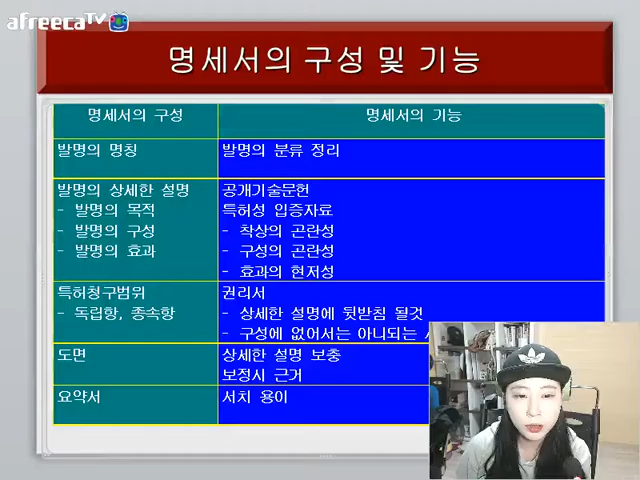 afreecaTV
명세서의 구성 및 기능
명세서의 구성
명세서의 기능
발명의 명칭
발명의 분류 정리
발명의 상세한 설명
- 발명의 목적
- 발명의 구성
- 발명의 효과
공개기술문헌
특허성 입증자료
- 착상의 곤란성
- 구성의 곤란성
- 효과의 현저성
특허청구범위
- 독립항, 종속항
권리서
- 상세한 설명에 뒷받침 될것
- 구성에 없어서는 아니되는
도면
상세한 설명 보충
보정시 근거
요약서
서치 용이